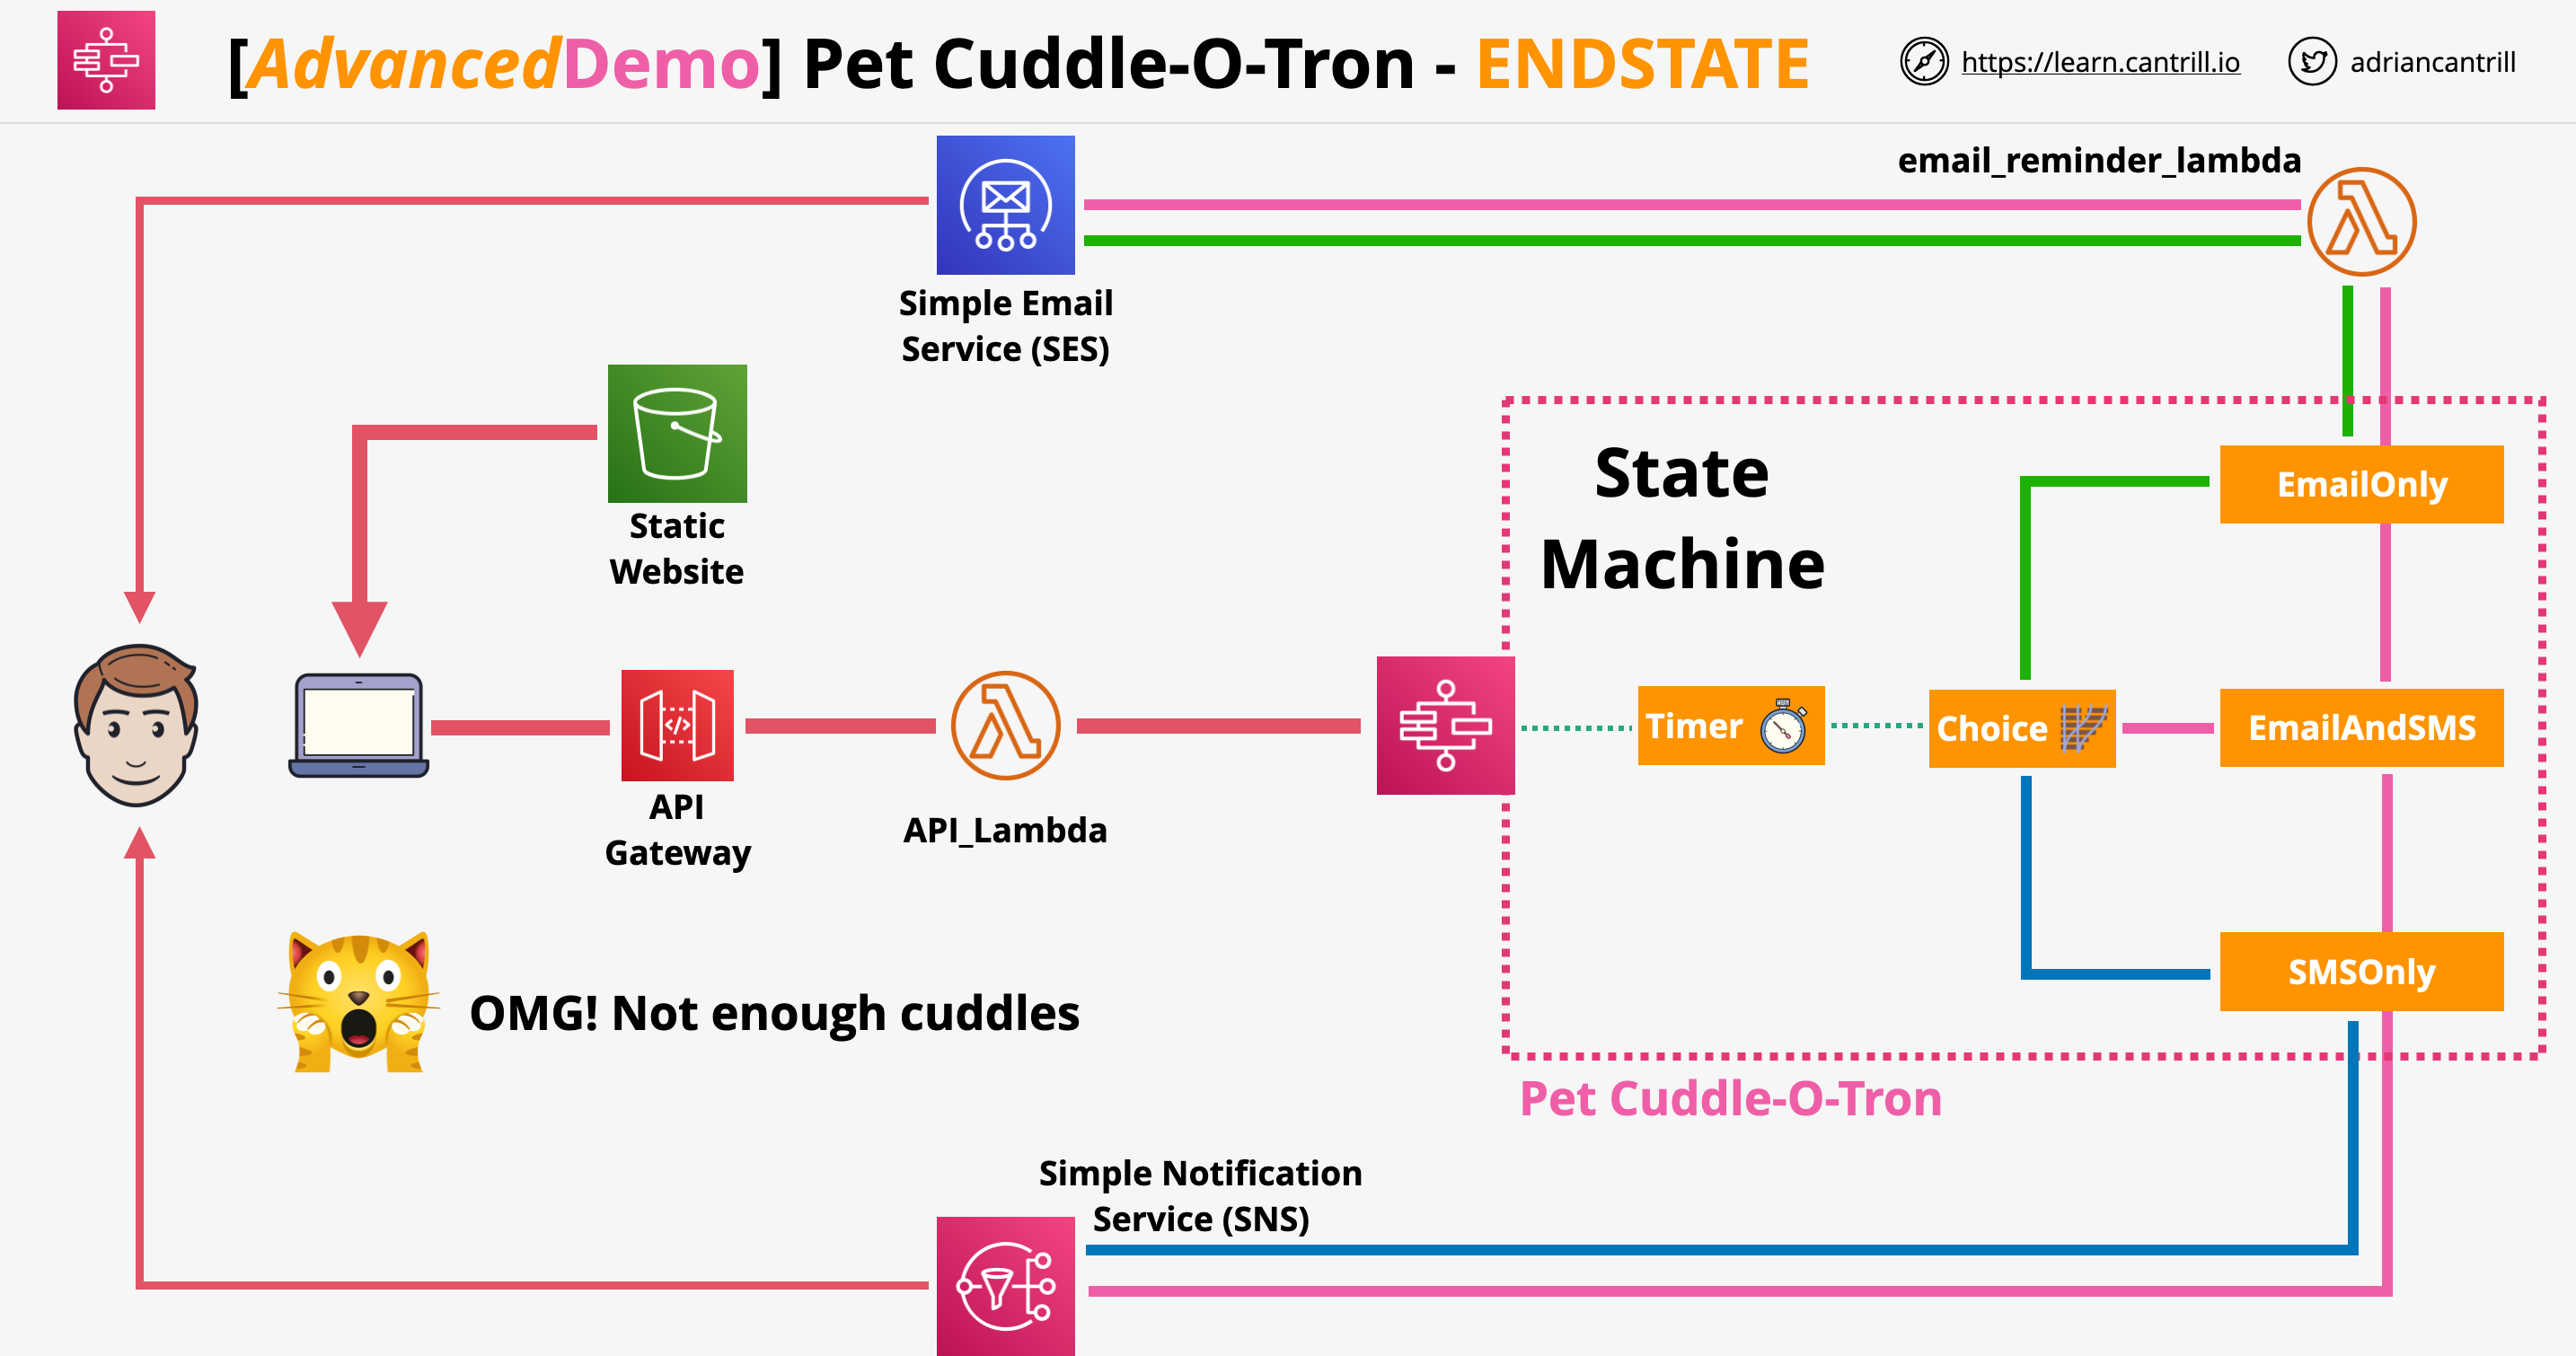 [AdvancedDemo] Pet Cuddle-O-Tron - ENDSTATE
https://learn.cantrill.io
adriancantrill
email_reminder_lambda
Simple Email
Service (SES)
Static
Website
State
Machine
EmailOnly
Timer
Choice
EmailAndSMS
API
Gateway
API_Lambda
SMSOnly
OMG! Not enough cuddles
Pet Cuddle-O-Tron
Simple Notification
Service (SNS)